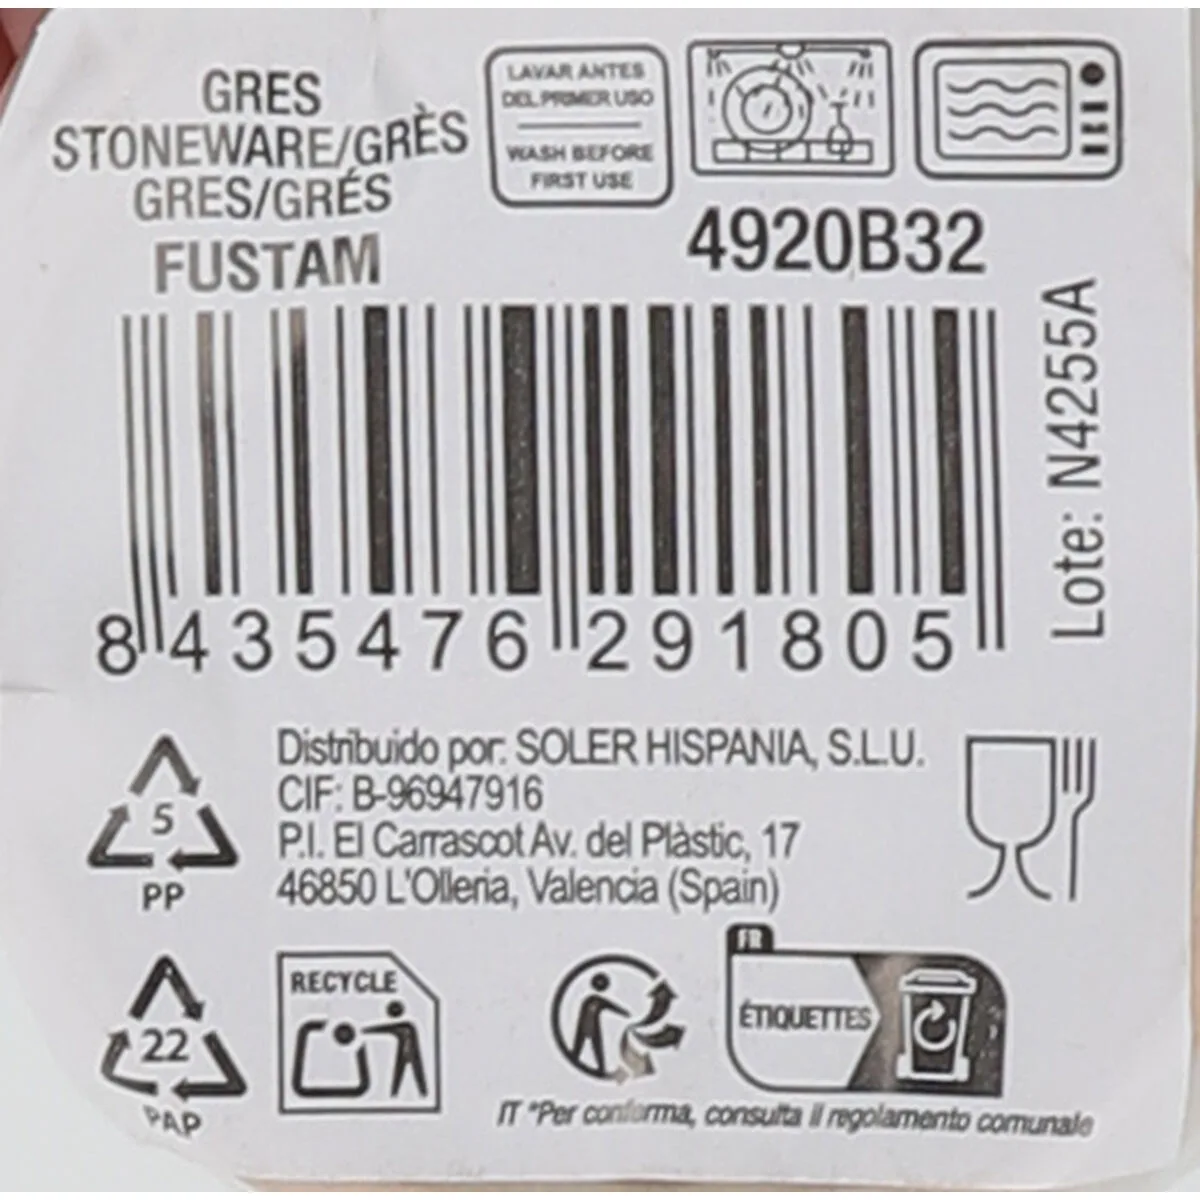 GRES
STONEWARE/GRÈS
GRES/GRÉS
FUSTAM
LAVAR ANTES
DEL PRIMER USO
WASH BEFORE
FIRST USE
4920B32
Lote: N4255A
8 435476 291805
5
PP
Distribuido por: SOLER HISPANIA, S.L.U.
CIF: B-96947916
P.I. El Carrascot Av. del Plàstic, 17
46850 L'Olleria, Valencia (Spain)
22
PAP
RECYCLE
FR
ÉTIQUETTES
IT *Per conforma, consulta il regolamento comunale